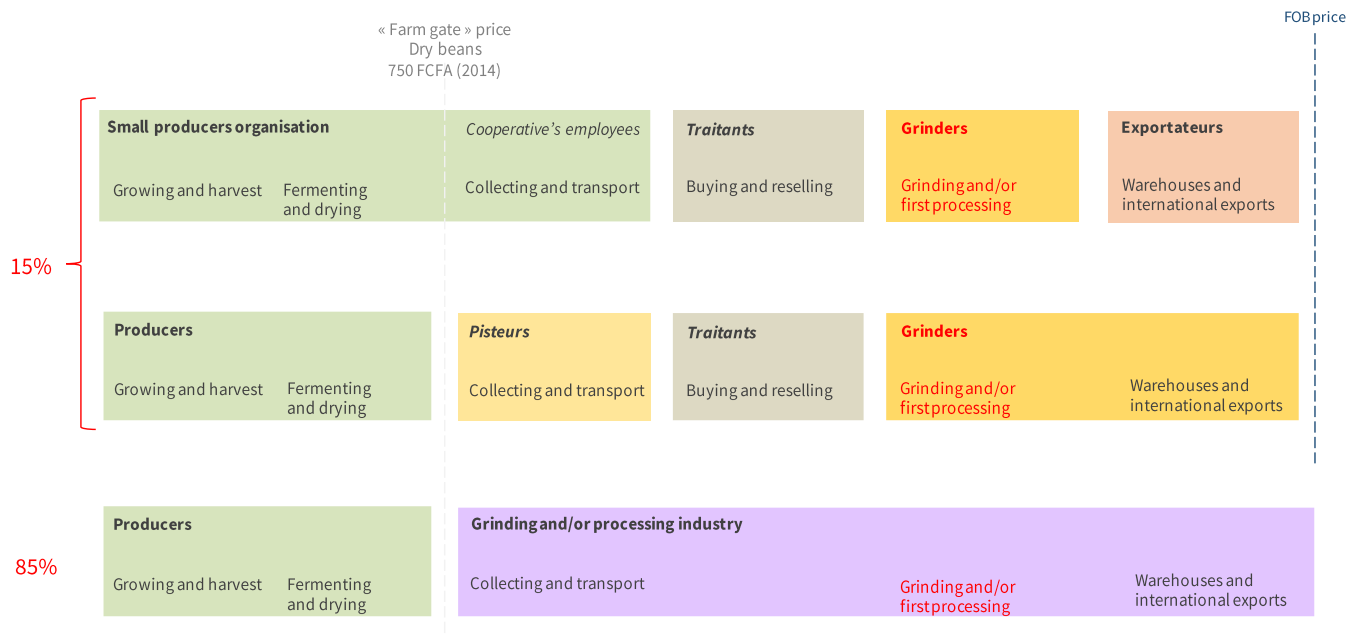 FOB price
« Farm gate » price
Dry beans
750 FCFA (2014)
Small producers organisation
Cooperative's employees
Traitants
Grinders
Exportateurs
Growing and harvest
Fermenting
and drying
Collecting and transport
Buying and reselling
Grinding and/or
first processing
Warehouses and
international exports
15%
Producers
Pisteurs
Traitants
Grinders
Growing and harvest
Fermenting
and drying
Collecting and transport
Buying and reselling
Grinding and/or
first processing
Warehouses and
international exports
85%
Producers
Grinding and/or processing industry
Growing and harvest
Fermenting
and drying
Collecting and transport
Grinding and/or
first processing
Warehouses and
international exports